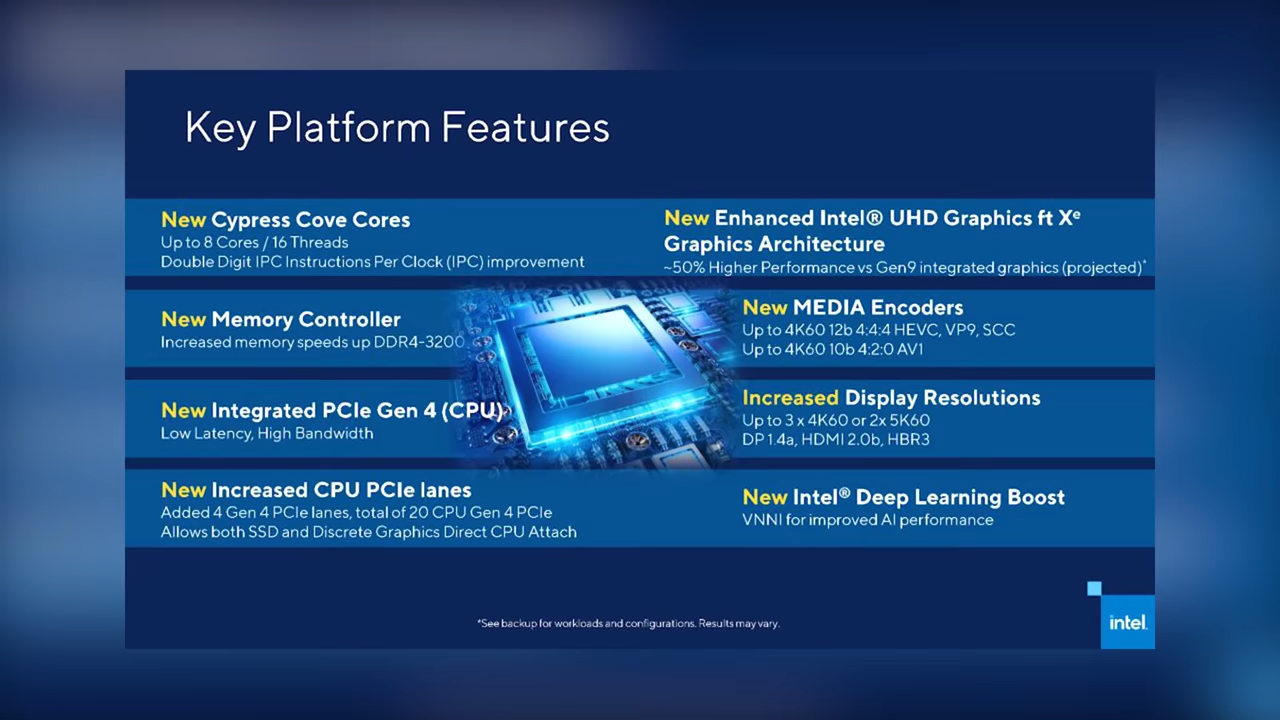 Key Platform Features
New Cypress Cove Cores
Up to 8 Cores / 16 Threads
Double Digit IPC Instructions Per Clock (IPC) improvement
New Memory Controller
Increased memory speeds up DDR4-3200
New Integrated PCIe Gen 4 (CPU)
Low Latency, High Bandwidth
New Increased CPU PCIe lanes
Added 4 Gen 4 PCIe lanes, total of 20 CPU Gen 4 PCIe
Allows both SSD and Discrete Graphics Direct CPU Attach
New Enhanced Intel® UHD Graphics ft Xᵉ
Graphics Architecture
~50% Higher Performance vs Gen9 integrated graphics (projected)*
New MEDIA Encoders
Up to 4K60 12b 4:4:4 HEVC, VP9, SCC
Up to 4K60 10b 4:2:0 AV1
Increased Display Resolutions
Up to 3 x 4K60 or 2x 5K60
DP 1.4a, HDMI 2.0b, HBR3
New Intel® Deep Learning Boost
VNNI for improved AI performance
*See backup for workloads and configurations. Results may vary.
intel.